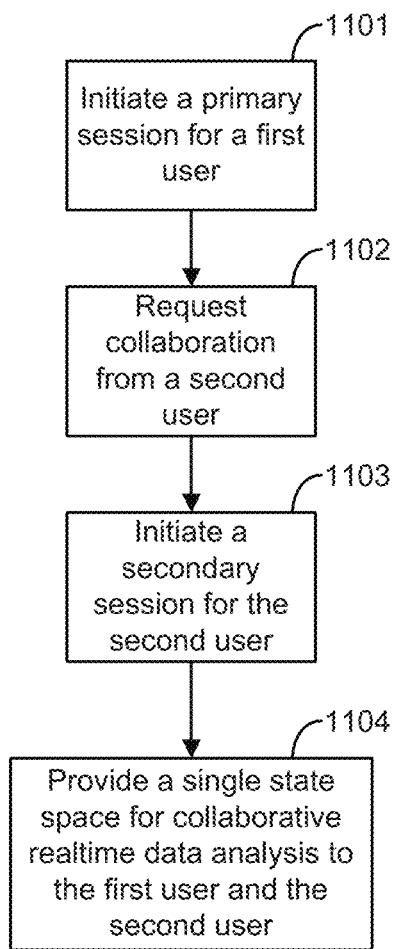 1101
Initiate a primary
session for a first
user
1102
Request
collaboration
from a second
user
1103
Initiate a
secondary
session for the
second user
1104
Provide a single state
space for collaborative
realtime data analysis to
the first user and the
second user